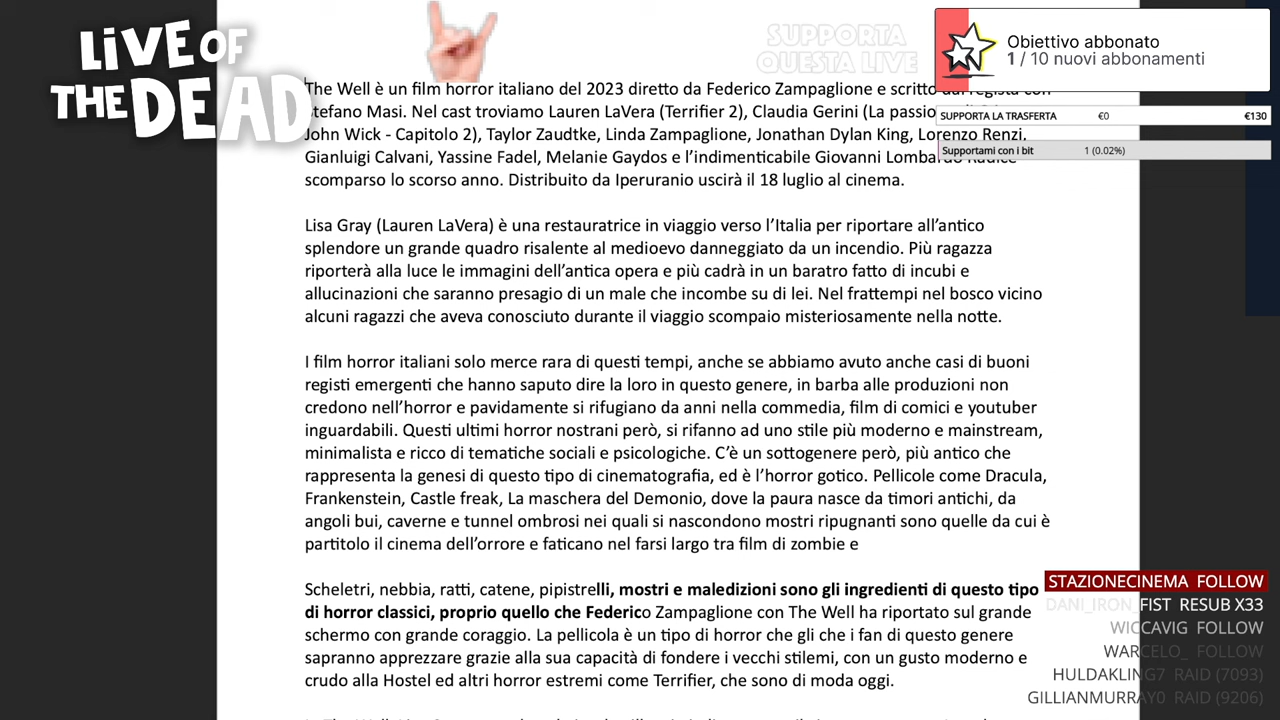 LIVE OF
THE DEAD
SUPPORTA
QUESTA LIVE
Obiettivo abbonato
1 / 10 nuovi abbonamenti
SUPPORTA LA TRASFERTA €0 €130
Supportami con i bit 1 (0.02%)
The Well è un film horror italiano del 2023 diretto da Federico Zampaglione e scritto dal regista con
Stefano Masi. Nel cast troviamo Lauren LaVera (Terrifier 2), Claudia Gerini (La passione
John Wick - Capitolo 2), Taylor Zaudtke, Linda Zampaglione, Jonathan Dylan King, Lorenzo Renzi,
Gianluigi Calvani, Yassine Fadel, Melanie Gaydos e l’indimenticabile Giovanni Lombardo Radice
scomparso lo scorso anno. Distribuito da Iperuranio uscirà il 18 luglio al cinema.
Lisa Gray (Lauren LaVera) è una restauratrice in viaggio verso l’Italia per riportare all’antico
splendore un grande quadro risalente al medioevo danneggiato da un incendio. Più ragazza
riporterà alla luce le immagini dell’antica opera e più cadrà in un baratro fatto di incubi e
allucinazioni che saranno presagio di un male che incombe su di lei. Nel frattempi nel bosco vicino
alcuni ragazzi che aveva conosciuto durante il viaggio scompaio misteriosamente nella notte.
I film horror italiani solo merce rara di questi tempi, anche se abbiamo avuto anche casi di buoni
registi emergenti che hanno saputo dire la loro in questo genere, in barba alle produzioni non
credono nell’horror e pavidamente si rifugiano da anni nella commedia, film di comici e youtuber
inguardabili. Questi ultimi horror nostrani però, si rifanno ad uno stile più moderno e mainstream,
minimalista e ricco di tematiche sociali e psicologiche. C’è un sottogenere però, più antico che
rappresenta la genesi di questo tipo di cinematografia, ed è l’horror gotico. Pellicole come Dracula,
Frankenstein, Castle freak, La maschera del Demonio, dove la paura nasce da timori antichi, da
angoli bui, caverne e tunnel ombrosi nei quali si nascondono mostri ripugnanti sono quelle da cui è
partitolo il cinema dell’orrore e faticano nel farsi largo tra film di zombie e
Scheletri, nebbia, ratti, catene, pipistrelli, mostri e maledizioni sono gli ingredienti di questo tipo
di horror classici, proprio quello che Federico Zampaglione con The Well ha riportato sul grande
schermo con grande coraggio. La pellicola è un tipo di horror che gli che i fan di questo genere
sapranno apprezzare grazie alla sua capacità di fondere i vecchi stilemi, con un gusto moderno e
crudo alla Hostel ed altri horror estremi come Terrifier, che sono di moda oggi.
STAZIONECINEMA FOLLOW
DANI_IRON_FIST RESUB X33
WICCAVIG FOLLOW
WARCELO_ FOLLOW
HULDAKLING7 RAID (7093)
GILLIANMURRAY0 RAID (9206)